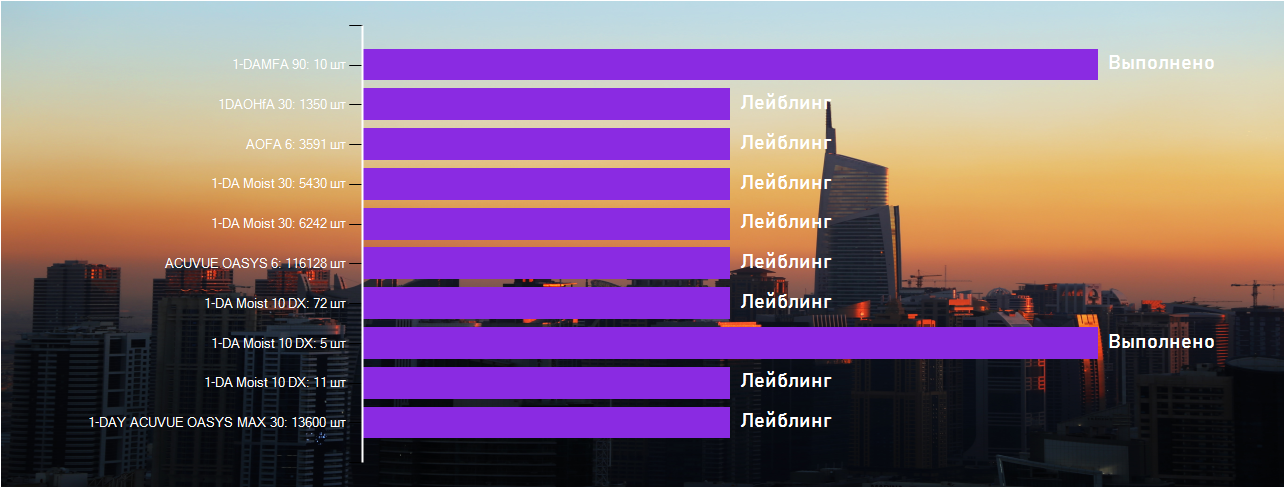 1-DAMFA 90: 10 шт Выполнено
1DAOHfA 30: 1350 шт Лейблинг
AOFA 6: 3591 шт Лейблинг
1-DA Moist 30: 5430 шт Лейблинг
1-DA Moist 30: 6242 шт Лейблинг
ACUVUE OASYS 6: 116128 шт Лейблинг
1-DA Moist 10 DX: 72 шт Лейблинг
1-DA Moist 10 DX: 5 шт Выполнено
1-DA Moist 10 DX: 11 шт Лейблинг
1-DAY ACUVUE OASYS MAX 30: 13600 шт Лейблинг